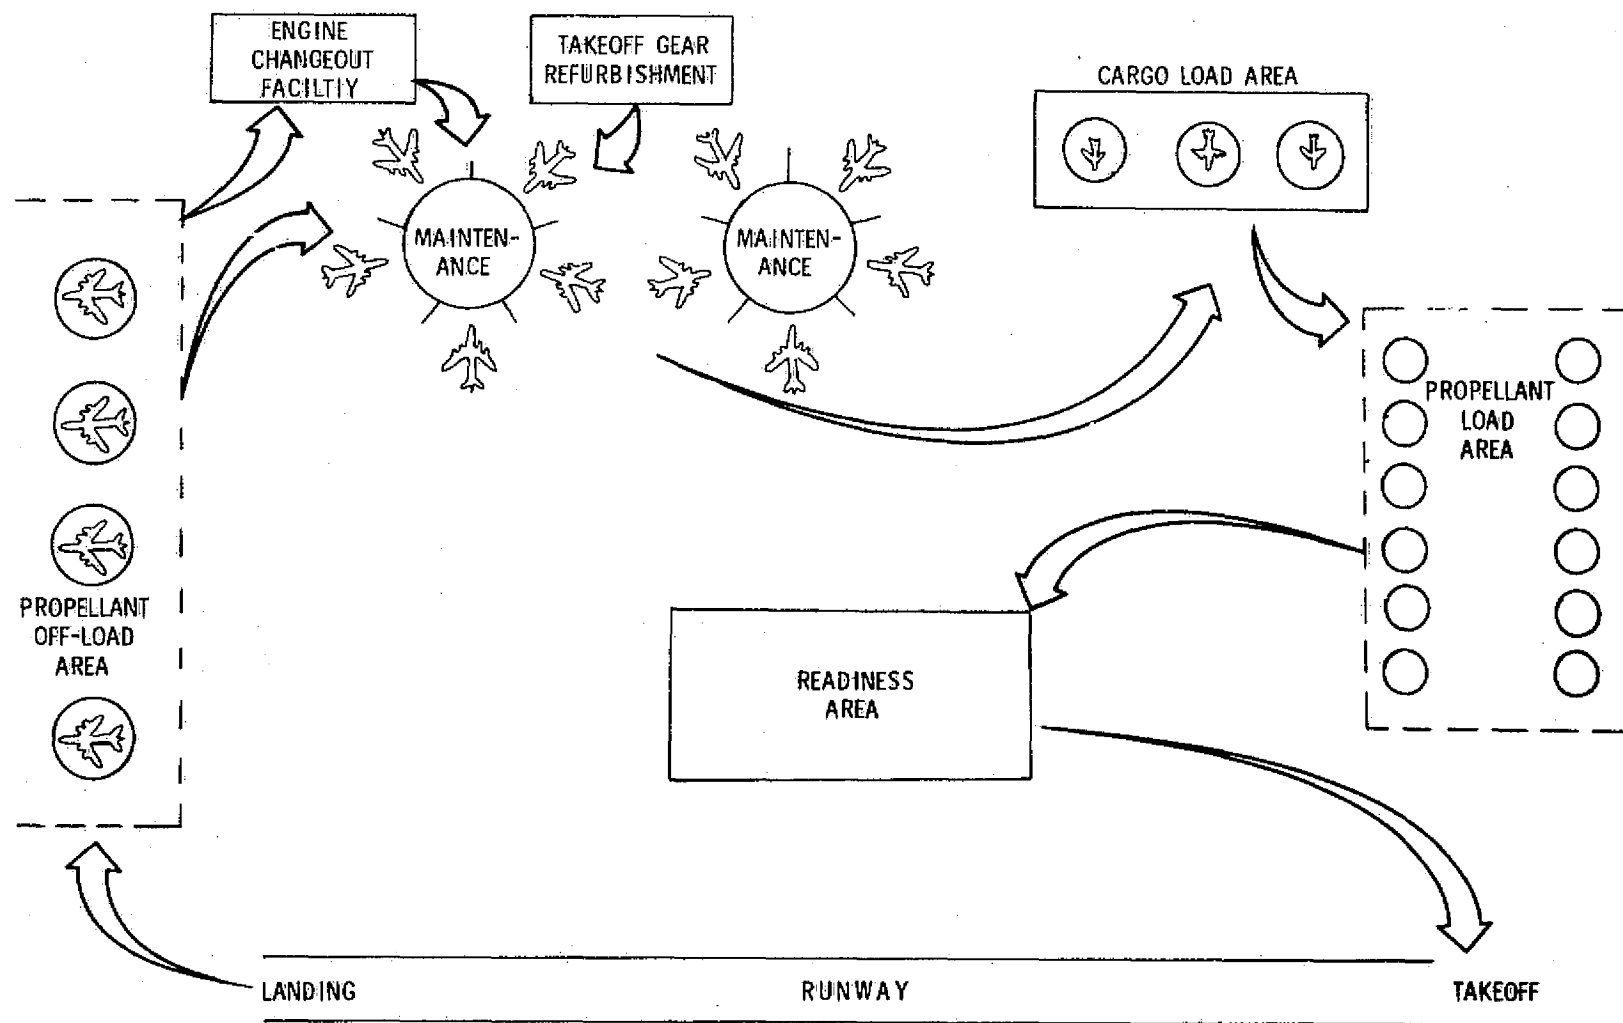 ENGINE
CHANGEOUT
FACILTIY
TAKEOFF GEAR
REFURBISHMENT
CARGO LOAD AREA
MAINTEN-
ANCE
MAINTEN-
ANCE
PROPELLANT
LOAD
AREA
PROPELLANT
OFF-LOAD
AREA
READINESS
AREA
LANDING
RUNWAY
TAKEOFF